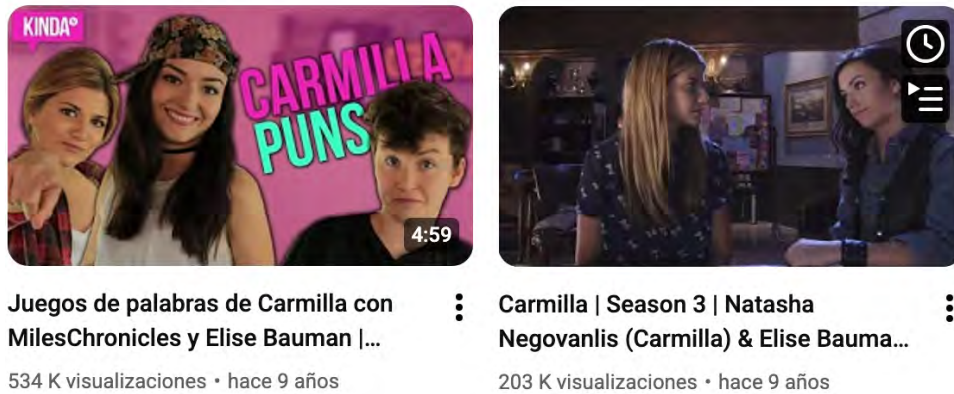 KINDA
CARMILLA
PUNS
4:59
Juegos de palabras de Carmilla con
MilesChronicles y Elise Bauman |...
534 K visualizaciones • hace 9 años
Carmilla | Season 3 | Natasha
Negovanlis (Carmilla) & Elise Bauma...
203 K visualizaciones • hace 9 años